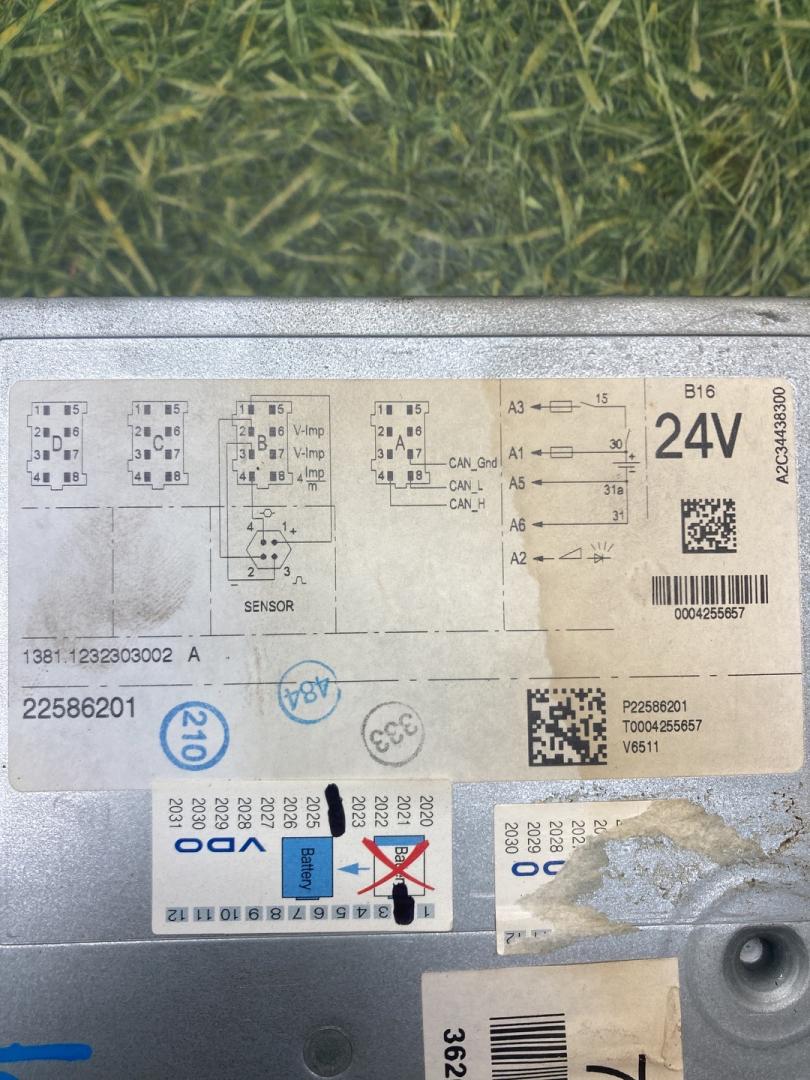 1 5 1 5 1 5 1 5
2 D 6 2 C 6 2 B 6 V-Imp 2 A 6
3 7 3 7 3 7 V-Imp 3 7
4 8 4 8 4 8 4 Imp/m 4 8
CAN_Gnd
CAN_L
CAN_H
4 1 +
2 3
−
SENSOR
A3 15
A1 30
+
−
A5 31a
A6 31
A2
B16
24V
A2C34438300
0004255657
1381.1232303002 A
22586201
210
484
333
P22586201
T0004255657
V6511
2031 2030 2029 2028 2027 2026 2025 2023 2022 2021 2020
VDO
Battery
12 11 10 9 8 7 6 5 4 3 1
2030 2029 2028
362
7